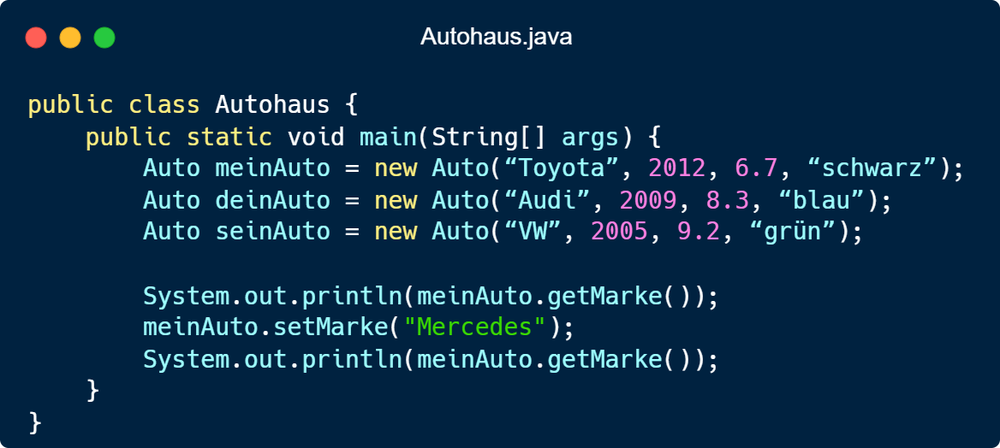 Autohaus.java
public class Autohaus {
    public static void main(String[] args) {
        Auto meinAuto = new Auto(“Toyota”, 2012, 6.7, “schwarz”);
        Auto deinAuto = new Auto(“Audi”, 2009, 8.3, “blau”);
        Auto seinAuto = new Auto(“VW”, 2005, 9.2, “grün”);

        System.out.println(meinAuto.getMarke());
        meinAuto.setMarke("Mercedes");
        System.out.println(meinAuto.getMarke());
    }
}